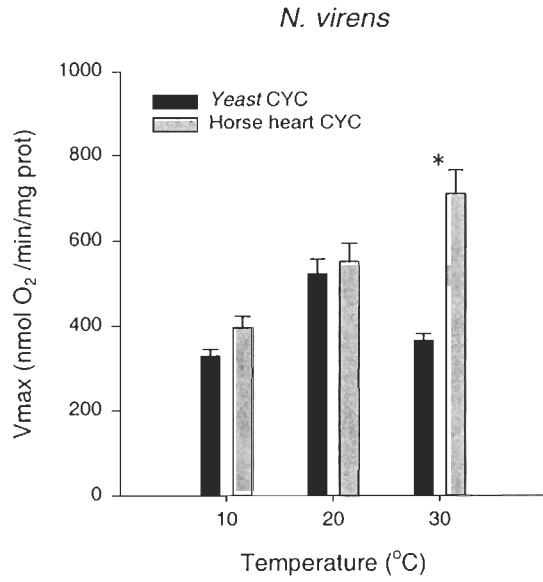 N. virens
1000
800
600
400
200
0
Vmax (nmol O2 /min/mg prot)
Yeast CYC
Horse heart CYC
*
10 20 30
Temperature (oC)